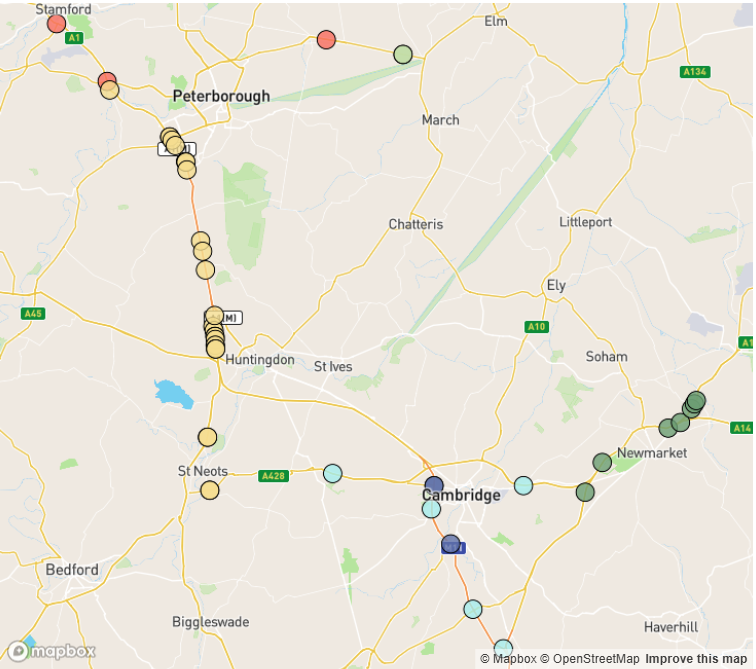 Stamford
Elm
A1
A134
Peterborough
March
Chatteris
Littleport
Ely
A45
A10
Soham
Huntingdon
St Ives
A14
Newmarket
St Neots
A428
Cambridge
Bedford
Biggleswade
Haverhill
mapbox
© Mapbox © OpenStreetMap Improve this map